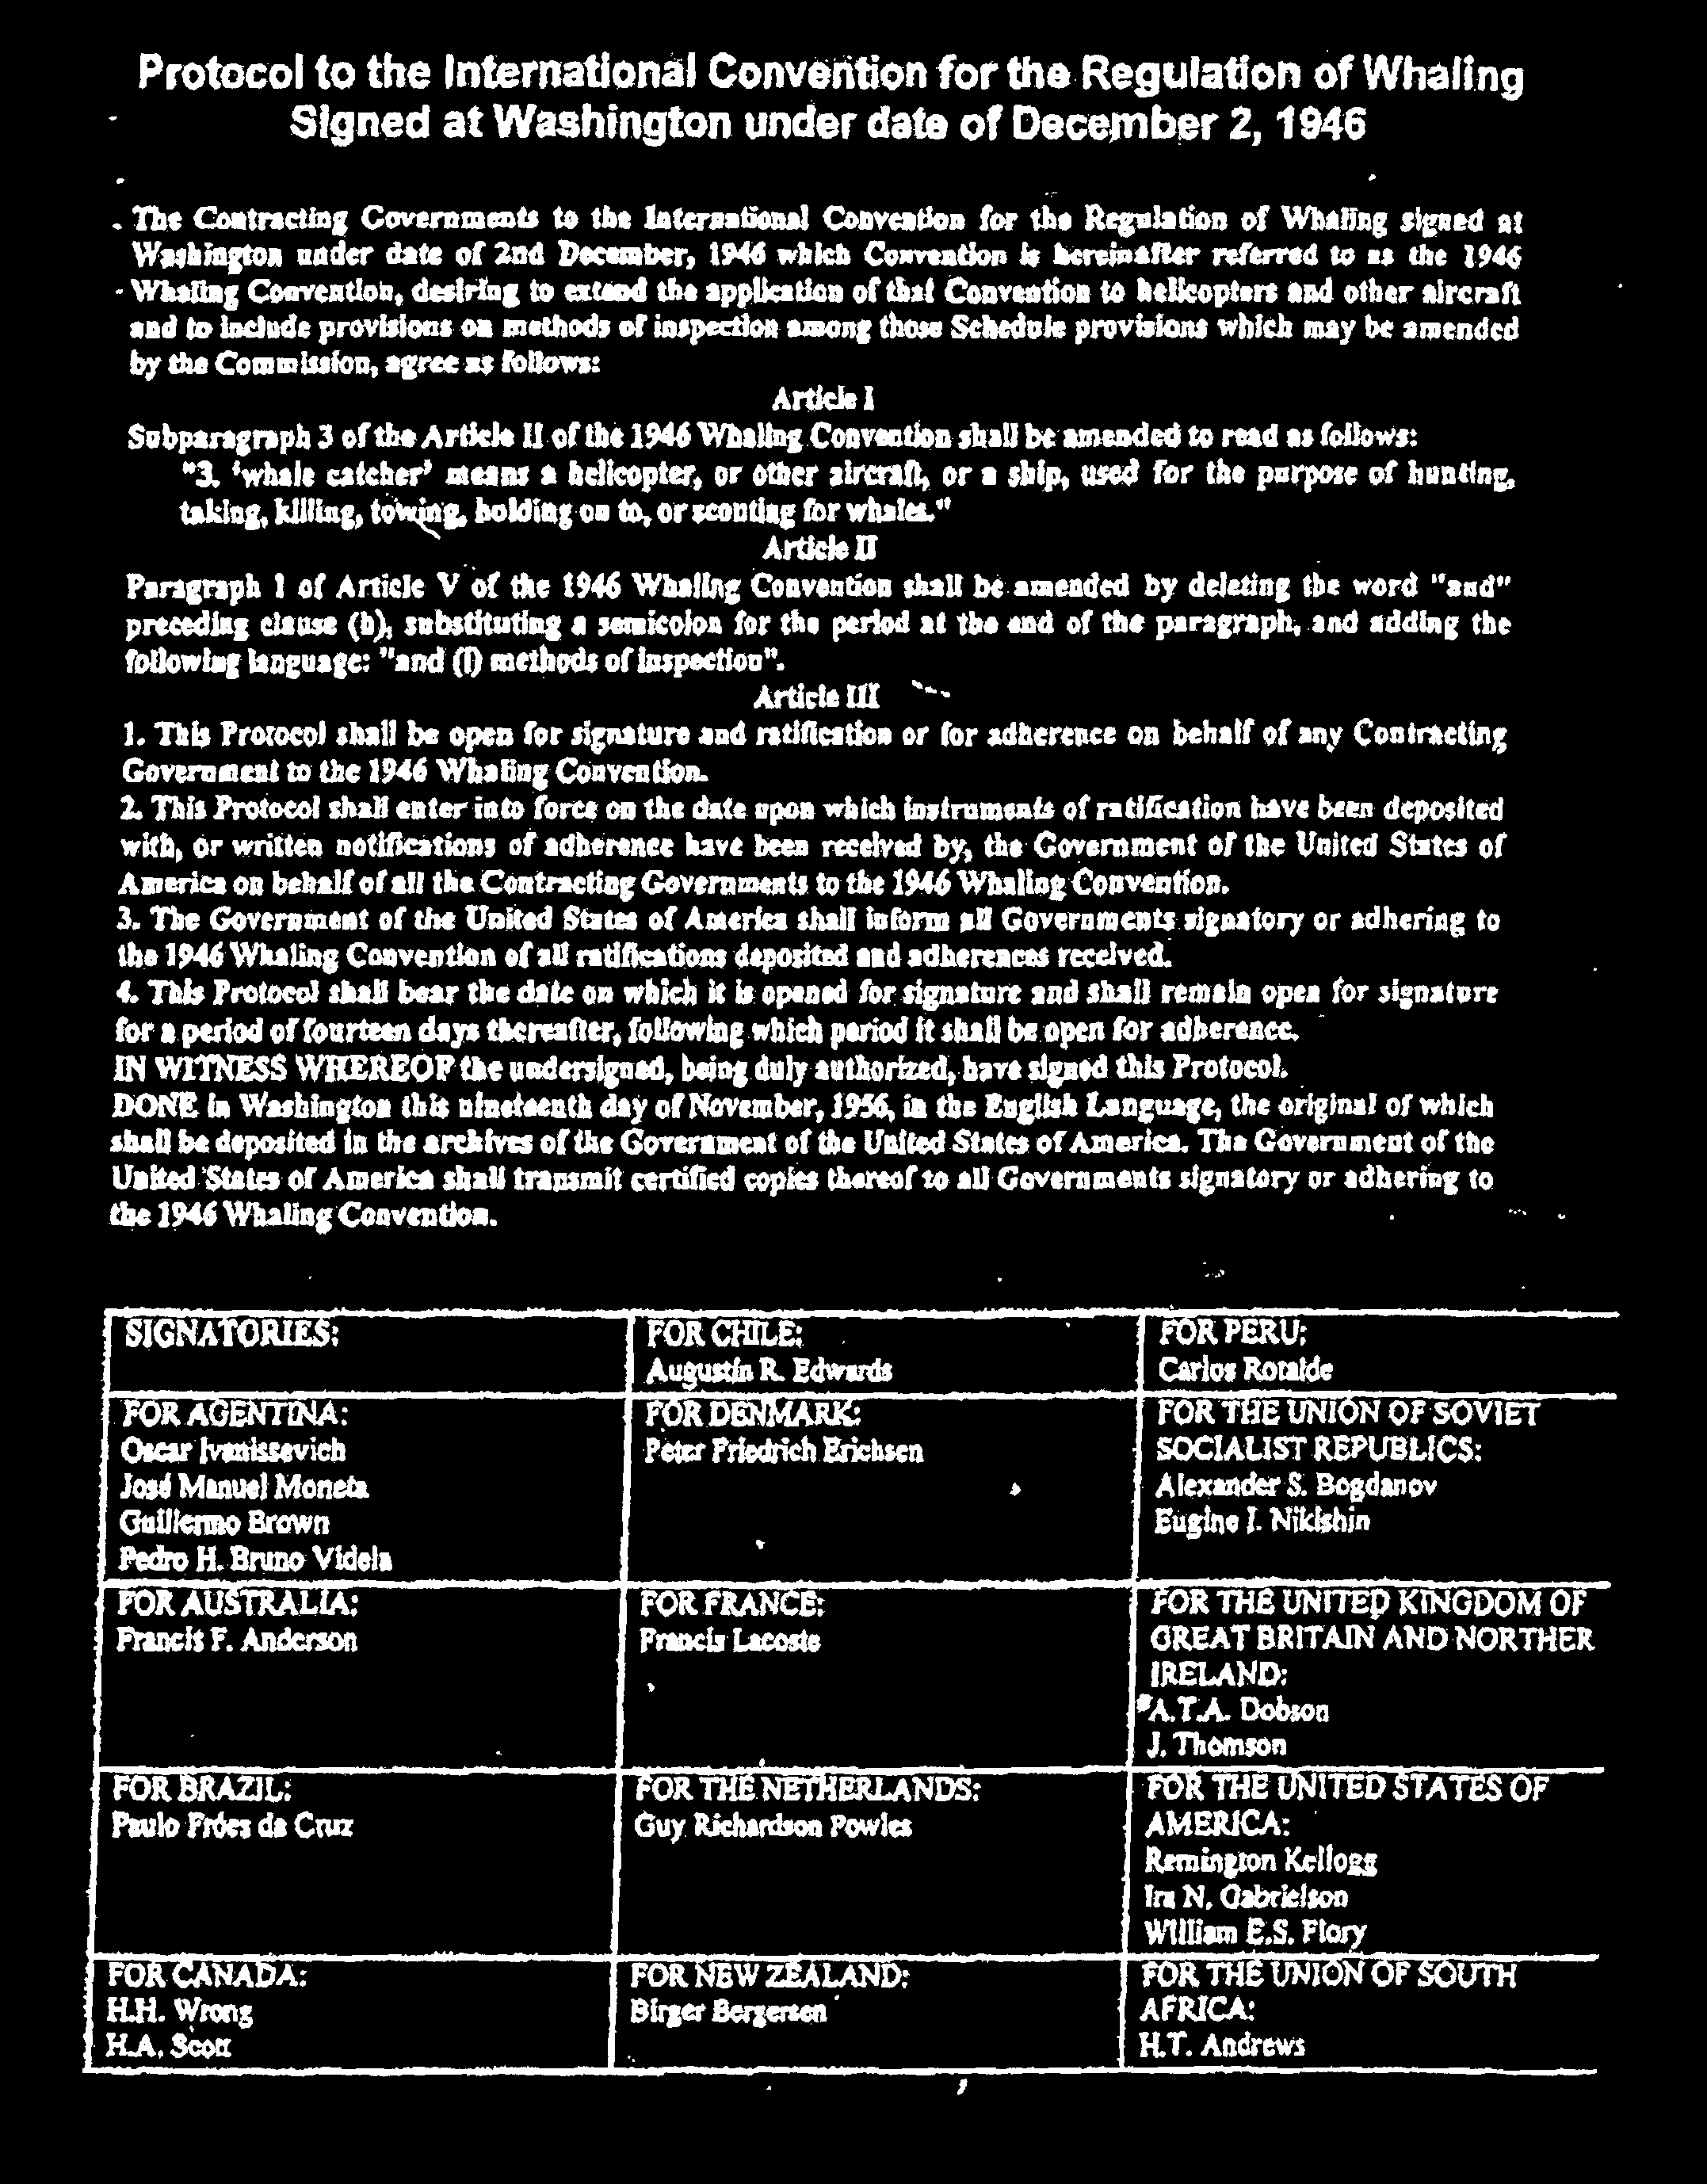 Protocol to the International Convention for the Regulation of Whaling
Signed at Washington under date of December 2, 1946
The Contracting Governments to the International Convention for the Regulation of Whaling signed at
Washington under date of 2nd December, 1946 which Convention is hereinafter referred to as the 1946
Whaling Convention, desiring to extend the application of that Convention to helicopters and other aircraft
and to include provisions on methods of inspection among those Schedule provisions which may be amended
by the Commission, agree as follows:
Article I
Subparagraph 3 of the Article II of the 1946 Whaling Convention shall be amended to read as follows:
"3. 'whale catcher' means a helicopter, or other aircraft, or a ship, used for the purpose of hunting,
taking, killing, towing, holding on to, or scouting for whales."
Article II
Paragraph 1 of Article V of the 1946 Whaling Convention shall be amended by deleting the word "and"
preceding clause (h), substituting a semicolon for the period at the end of the paragraph, and adding the
following language: "and (i) methods of inspection".
Article III
1. This Protocol shall be open for signature and ratification or for adherence on behalf of any Contracting
Government to the 1946 Whaling Convention.
2. This Protocol shall enter into force on the date upon which instruments of ratification have been deposited
with, or written notifications of adherence have been received by, the Government of the United States of
America on behalf of all the Contracting Governments to the 1946 Whaling Convention.
3. The Government of the United States of America shall inform all Governments signatory or adhering to
the 1946 Whaling Convention of all ratifications deposited and adherences received.
4. This Protocol shall bear the date on which it is opened for signature and shall remain open for signature
for a period of fourteen days thereafter, following which period it shall be open for adherence.
IN WITNESS WHEREOF the undersigned, being duly authorized, have signed this Protocol.
DONE in Washington this nineteenth day of November, 1956, in the English Language, the original of which
shall be deposited in the archives of the Government of the United States of America. The Government of the
United States of America shall transmit certified copies thereof to all Governments signatory or adhering to
the 1946 Whaling Convention.
SIGNATORIES:
FOR CHILE:
Augustin R. Edwards
FOR PERU:
Carlos Rotalde
FOR AGENTINA:
Oscar Ivanissevich
José Manuel Moneta
Guillermo Brown
Pedro H. Bruno Videla
FOR DENMARK:
Peter Friedrich Erichsen
FOR THE UNION OF SOVIET
SOCIALIST REPUBLICS:
Alexander S. Bogdanov
Eugine I. Nikishin
FOR AUSTRALIA:
Francis F. Anderson
FOR FRANCE:
Francis Lacoste
FOR THE UNITED KINGDOM OF
GREAT BRITAIN AND NORTHER
IRELAND:
A.T.A. Dobson
J. Thomson
FOR BRAZIL:
Paulo Fróes da Cruz
FOR THE NETHERLANDS:
Guy Richardson Powles
FOR THE UNITED STATES OF
AMERICA:
Remington Kellogg
Ira N. Gabrielson
William E.S. Flory
FOR CANADA:
H.H. Wrong
H.A. Scott
FOR NEW ZEALAND:
Birger Bergersen
FOR THE UNION OF SOUTH
AFRICA:
H.T. Andrews